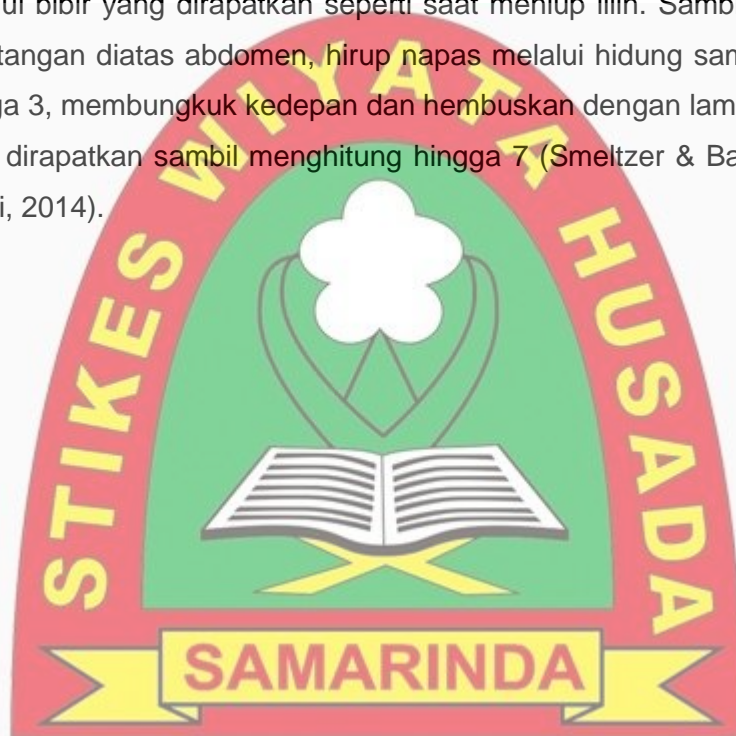 ui bibir yang dirapatkan seperti saat meniup lilin. Samb
tangan diatas abdomen, hirup napas melalui hidung sam
ga 3, membungkuk kedepan dan hembuskan dengan lam
dirapatkan sambil menghitung hingga 7 (Smeltzer & Ba
i, 2014).
STIKES WIYATA HUSADA
SAMARINDA